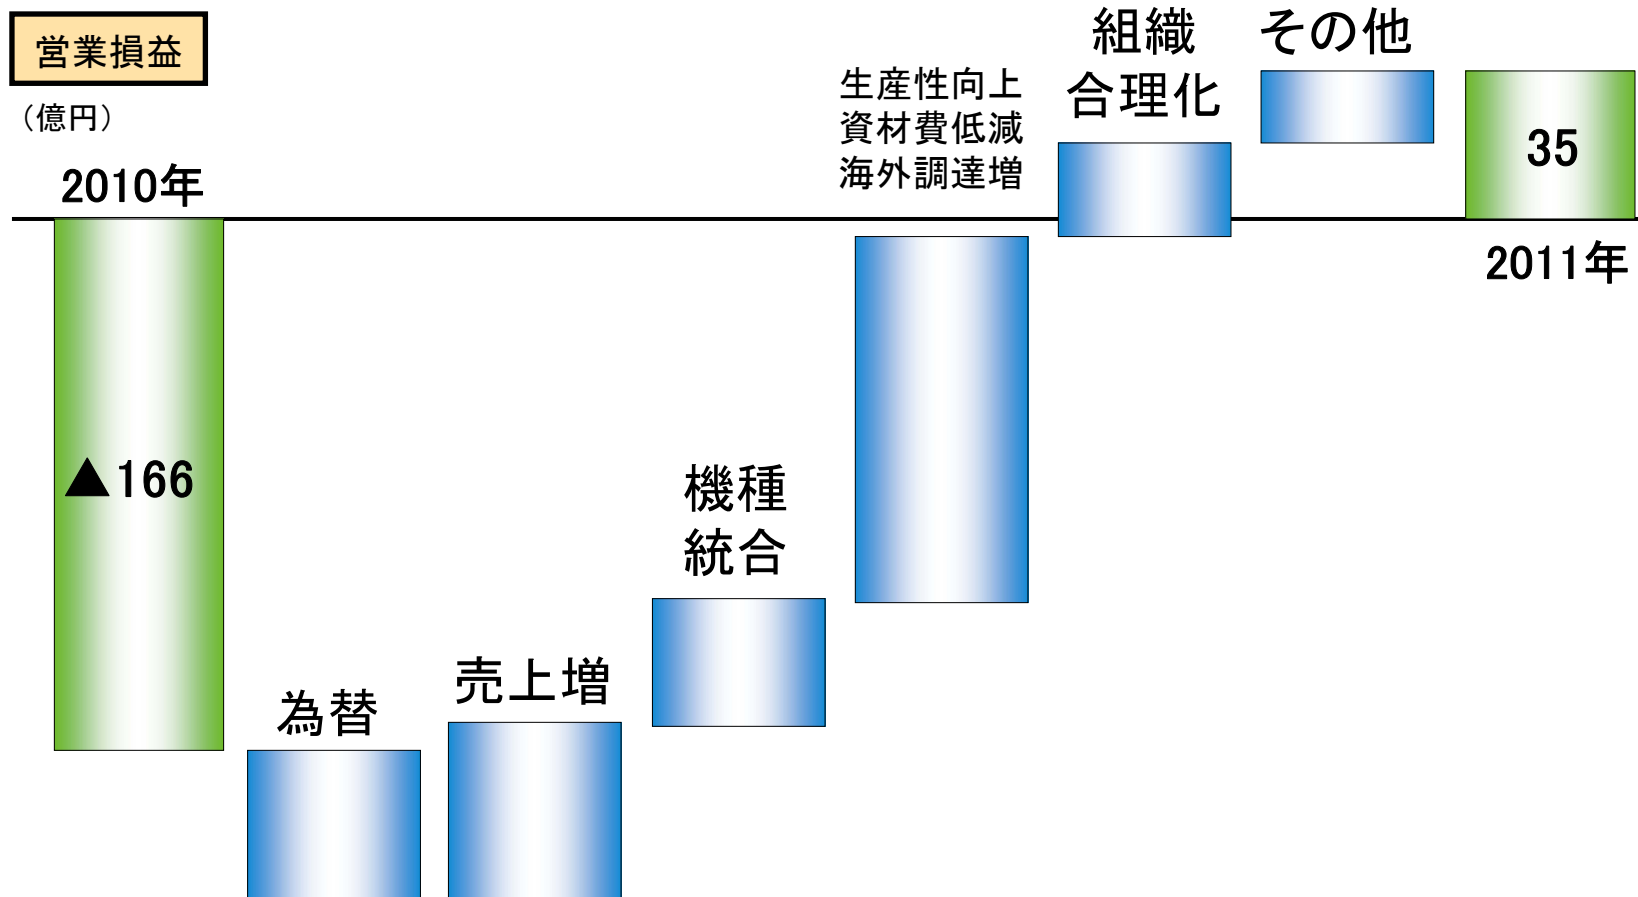 営業損益
（億円）
2010年
▲166
為替
売上増
機種
統合
生産性向上
資材費低減
海外調達増
組織
合理化
その他
35
2011年